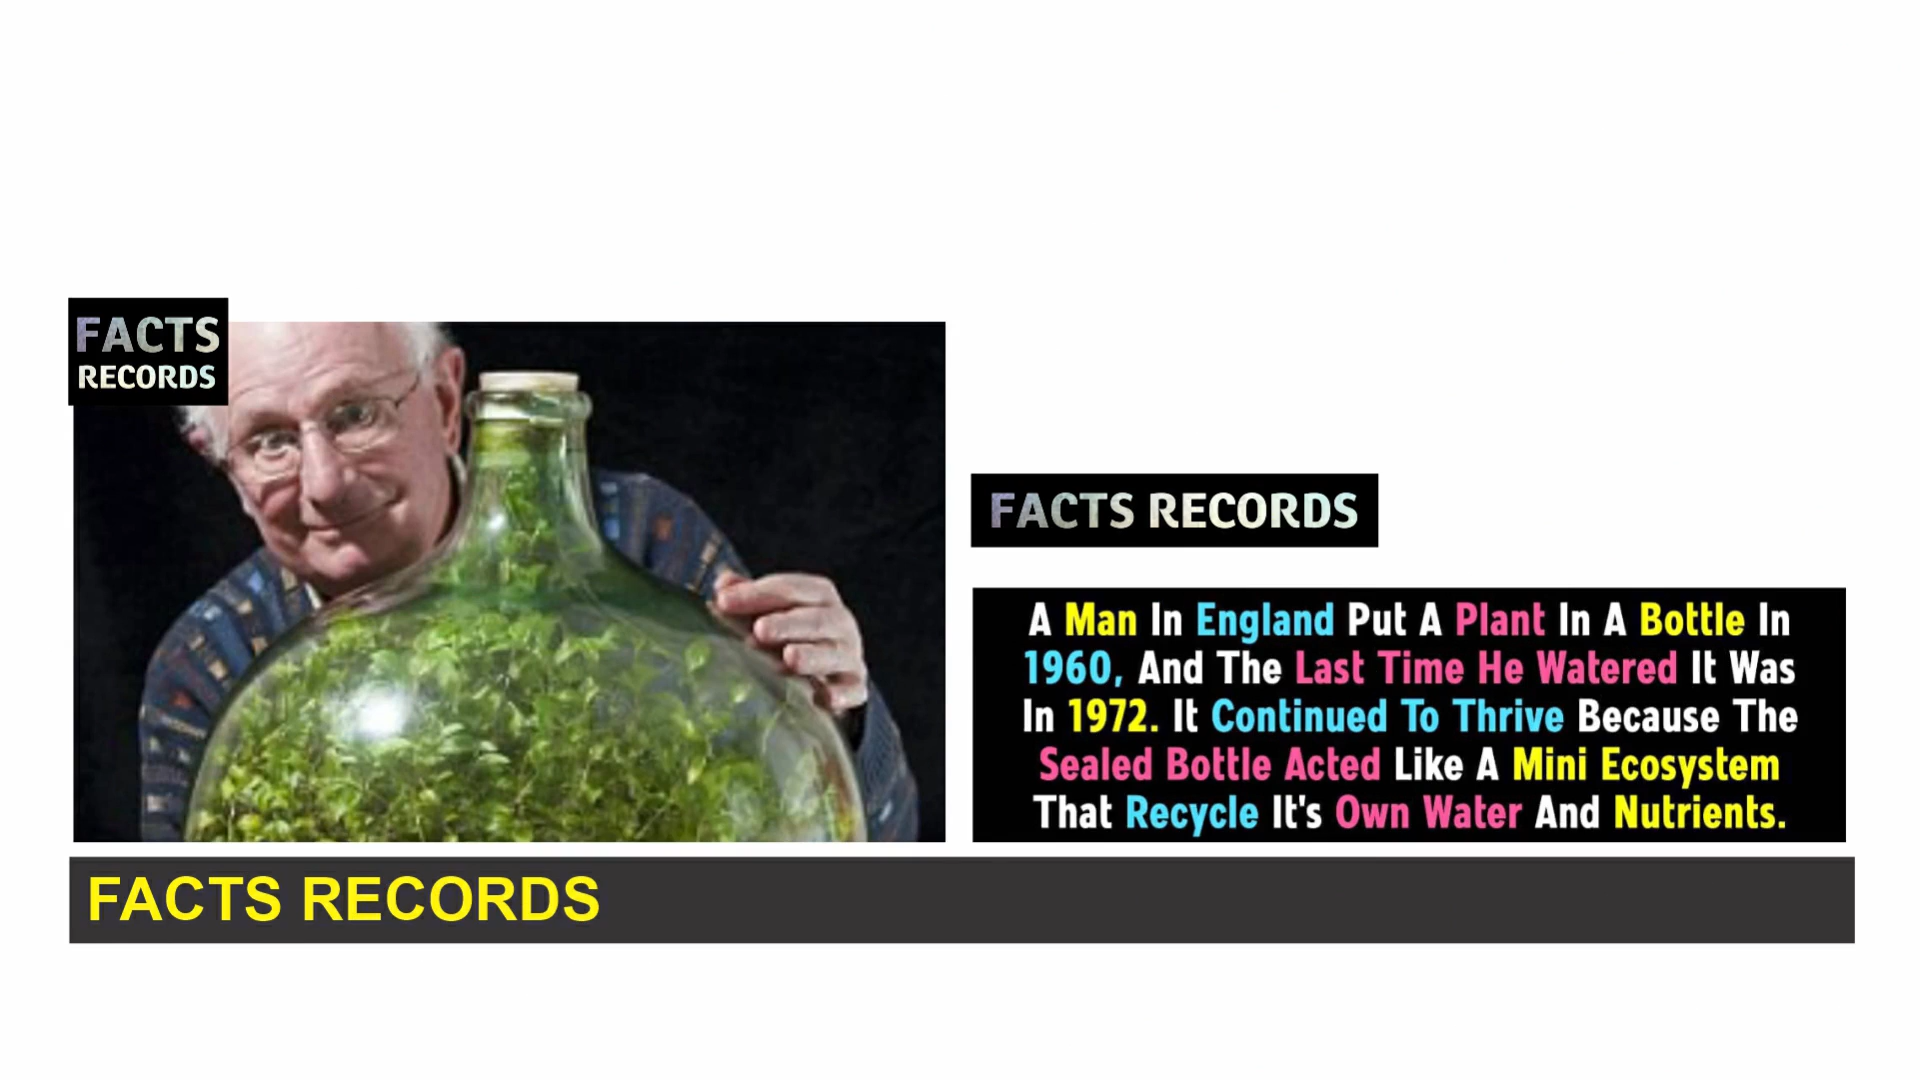 FACTS
RECORDS
FACTS RECORDS
A Man In England Put A Plant In A Bottle In
1960, And The Last Time He Watered It Was
In 1972. It Continued To Thrive Because The
Sealed Bottle Acted Like A Mini Ecosystem
That Recycle It's Own Water And Nutrients.
FACTS RECORDS